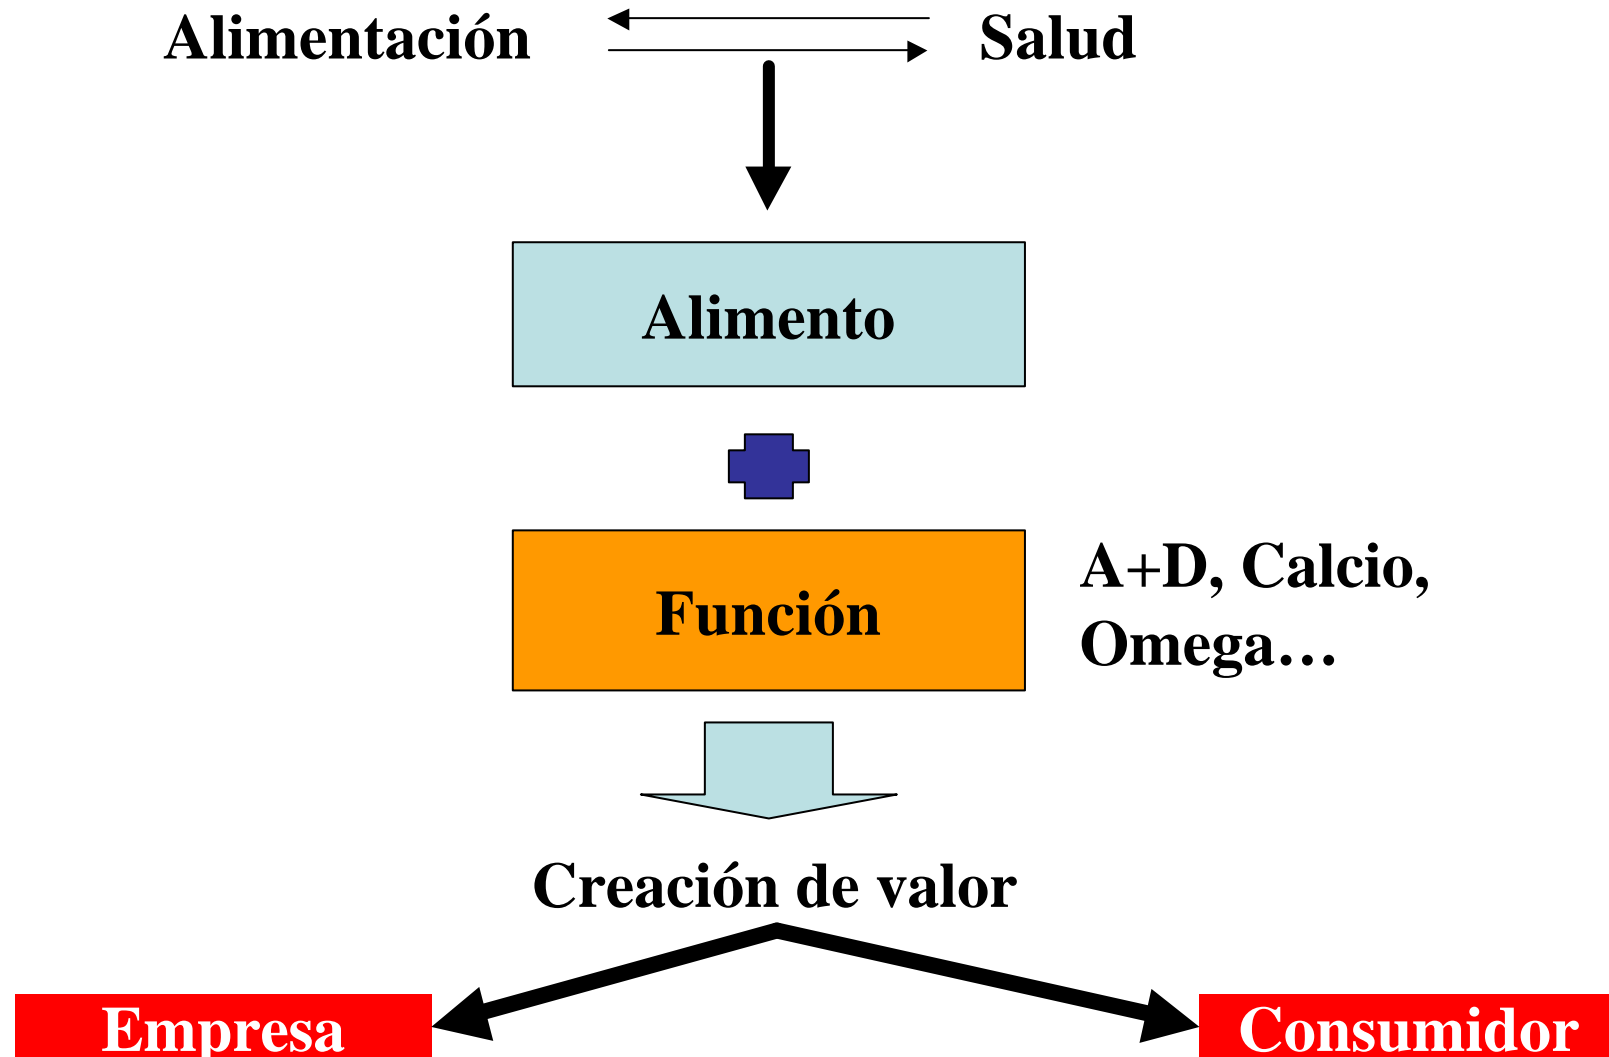 Alimentación Salud
Alimento
Función
A+D, Calcio,
Omega…
Creación de valor
Empresa Consumidor